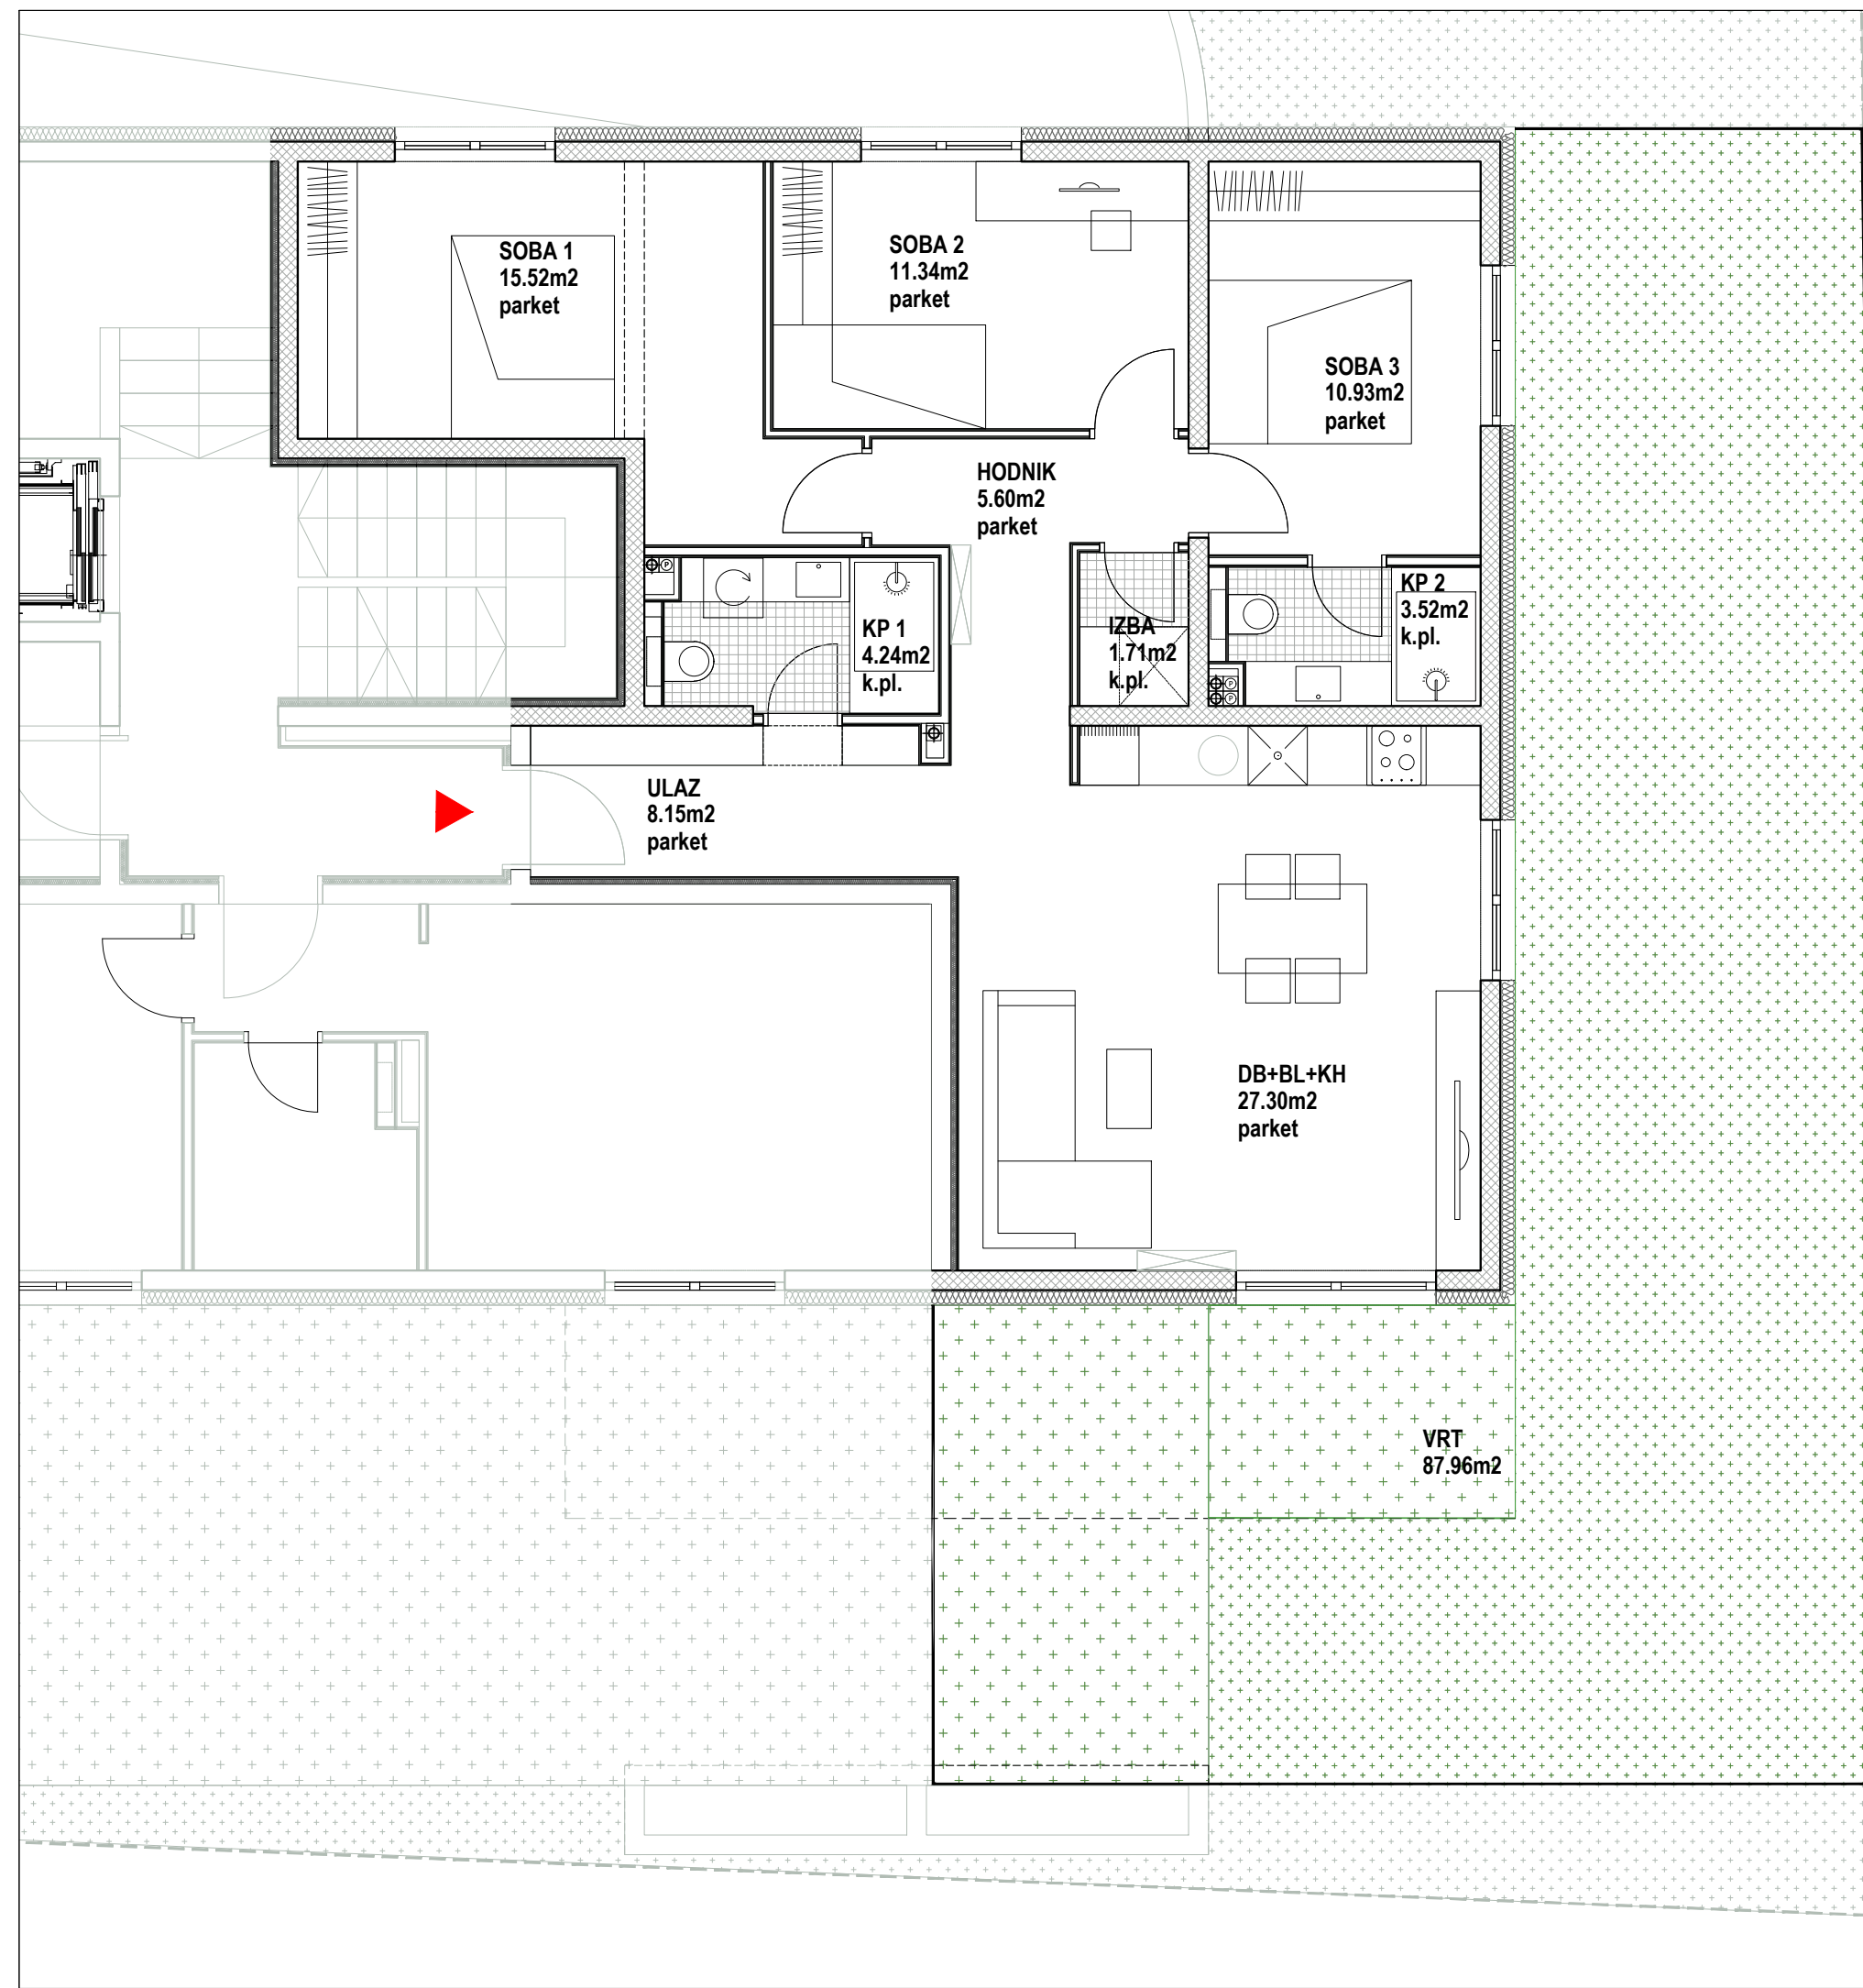 SOBA 1
15.52m2
parket
SOBA 2
11.34m2
parket
SOBA 3
10.93m2
parket
HODNIK
5.60m2
parket
KP 1
4.24m2
k.pl.
IZBA
1.71m2
k.pl.
KP 2
3.52m2
k.pl.
P
P
P
ULAZ
8.15m2
parket
DB+BL+KH
27.30m2
parket
VRT
87.96m2